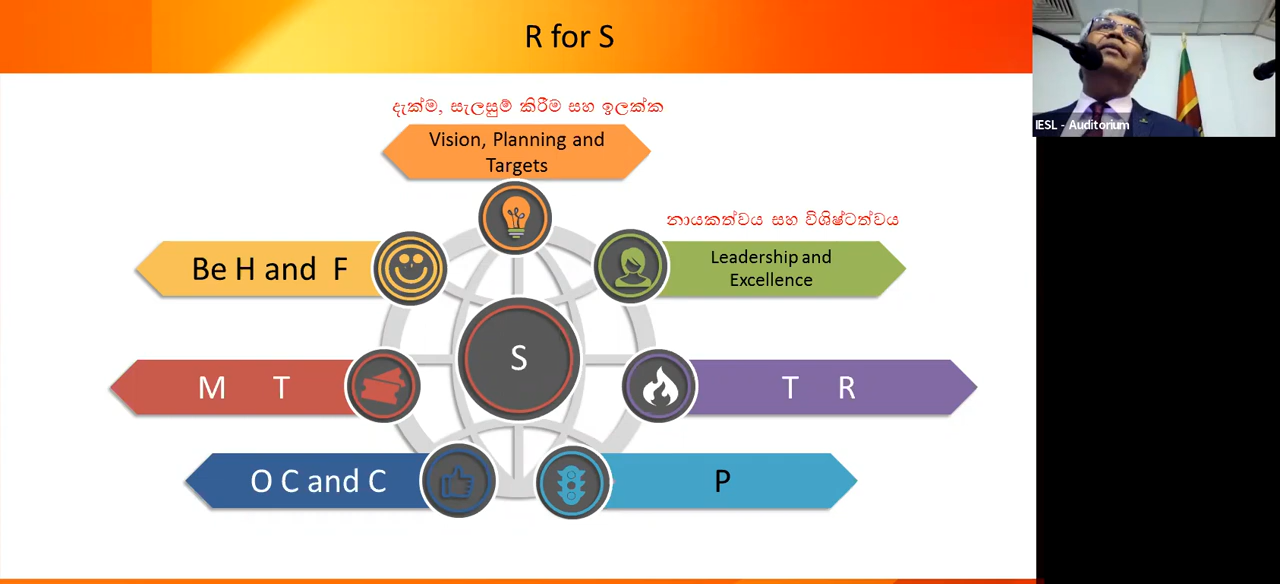 R for S
IESL - Auditorium
දැක්ම, සැලසුම් කිරීම සහ ඉලක්ක
Vision, Planning and
Targets
නායකත්වය සහ විශිෂ්ටත්වය
Leadership and
Excellence
Be H and F
S
M T
T R
O C and C
P